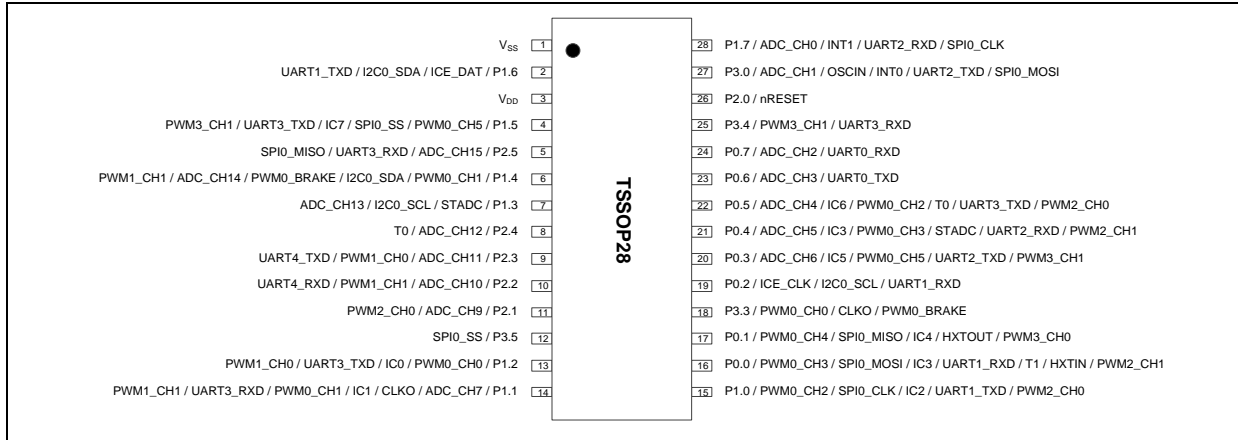 VSS 1
UART1_TXD / I2C0_SDA / ICE_DAT / P1.6 2
VDD 3
PWM3_CH1 / UART3_TXD / IC7 / SPI0_SS / PWM0_CH5 / P1.5 4
SPI0_MISO / UART3_RXD / ADC_CH15 / P2.5 5
PWM1_CH1 / ADC_CH14 / PWM0_BRAKE / I2C0_SDA / PWM0_CH1 / P1.4 6
ADC_CH13 / I2C0_SCL / STADC / P1.3 7
T0 / ADC_CH12 / P2.4 8
UART4_TXD / PWM1_CH0 / ADC_CH11 / P2.3 9
UART4_RXD / PWM1_CH1 / ADC_CH10 / P2.2 10
PWM2_CH0 / ADC_CH9 / P2.1 11
SPI0_SS / P3.5 12
PWM1_CH0 / UART3_TXD / IC0 / PWM0_CH0 / P1.2 13
PWM1_CH1 / UART3_RXD / PWM0_CH1 / IC1 / CLKO / ADC_CH7 / P1.1 14
TSSOP28
28 P1.7 / ADC_CH0 / INT1 / UART2_RXD / SPI0_CLK
27 P3.0 / ADC_CH1 / OSCIN / INT0 / UART2_TXD / SPI0_MOSI
26 P2.0 / nRESET
25 P3.4 / PWM3_CH1 / UART3_RXD
24 P0.7 / ADC_CH2 / UART0_RXD
23 P0.6 / ADC_CH3 / UART0_TXD
22 P0.5 / ADC_CH4 / IC6 / PWM0_CH2 / T0 / UART3_TXD / PWM2_CH0
21 P0.4 / ADC_CH5 / IC3 / PWM0_CH3 / STADC / UART2_RXD / PWM2_CH1
20 P0.3 / ADC_CH6 / IC5 / PWM0_CH5 / UART2_TXD / PWM3_CH1
19 P0.2 / ICE_CLK / I2C0_SCL / UART1_RXD
18 P3.3 / PWM0_CH0 / CLKO / PWM0_BRAKE
17 P0.1 / PWM0_CH4 / SPI0_MISO / IC4 / HXTOUT / PWM3_CH0
16 P0.0 / PWM0_CH3 / SPI0_MOSI / IC3 / UART1_RXD / T1 / HXTIN / PWM2_CH1
15 P1.0 / PWM0_CH2 / SPI0_CLK / IC2 / UART1_TXD / PWM2_CH0